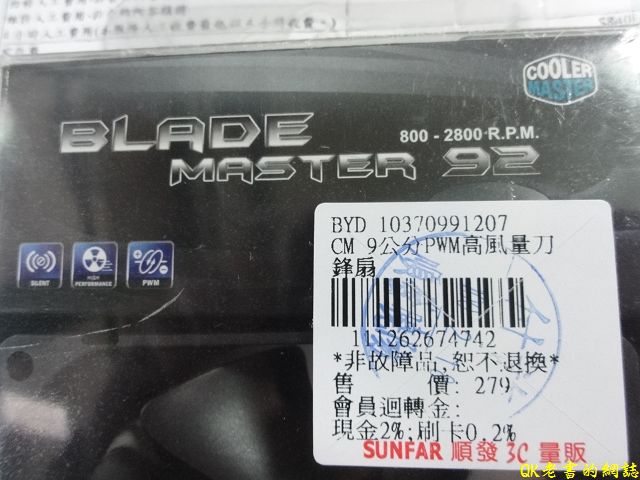 COOLER
MASTER
BLADE
800 - 2800 R.P.M.
MASTER 92
BYD 10370991207
CM 9公分PWM高風量刀
鋒扇
SILENT
HIGH
PERFORMANCE
PWM
111262674742
*非故障品,恕不退換*
售 價: 279
會員迴轉金:
現金2%;刷卡0.2%
SUNFAR 順發 3C 量販
QK老書的網誌